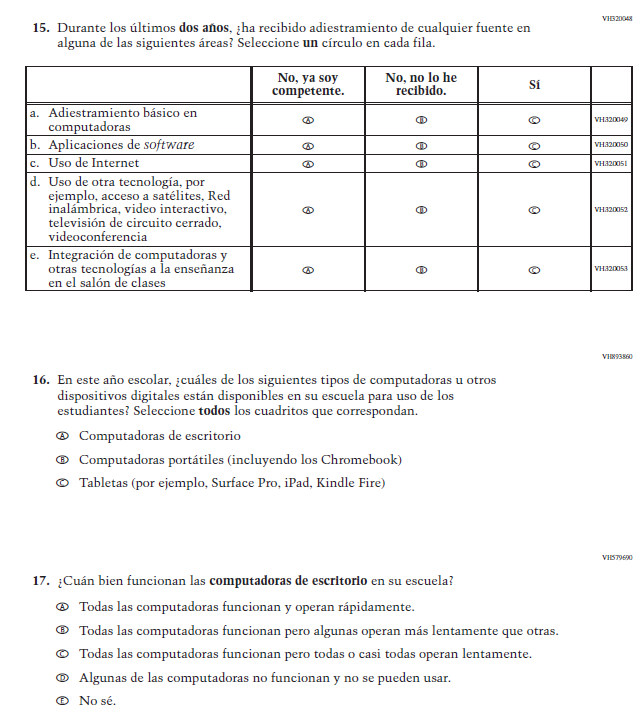 VH320048
15. Durante los últimos dos años, ¿ha recibido adiestramiento de cualquier fuente en
alguna de las siguientes áreas? Seleccione un círculo en cada fila.
No, ya soy
competente.
No, no lo he
recibido.
Sí
a. Adiestramiento básico en
computadoras
A B C VH320049
b. Aplicaciones de software A B C VH320050
c. Uso de Internet A B C VH320051
d. Uso de otra tecnología, por
ejemplo, acceso a satélites, Red
inalámbrica, video interactivo,
televisión de circuito cerrado,
videoconferencia
A B C VH320052
e. Integración de computadoras y
otras tecnologías a la enseñanza
en el salón de clases
A B C VH320053
VH893860
16. En este año escolar, ¿cuáles de los siguientes tipos de computadoras u otros
dispositivos digitales están disponibles en su escuela para uso de los
estudiantes? Seleccione todos los cuadritos que correspondan.
A Computadoras de escritorio
B Computadoras portátiles (incluyendo los Chromebook)
C Tabletas (por ejemplo, Surface Pro, iPad, Kindle Fire)
VH579690
17. ¿Cuán bien funcionan las computadoras de escritorio en su escuela?
A Todas las computadoras funcionan y operan rápidamente.
B Todas las computadoras funcionan pero algunas operan más lentamente que otras.
C Todas las computadoras funcionan pero todas o casi todas operan lentamente.
D Algunas de las computadoras no funcionan y no se pueden usar.
E No sé.